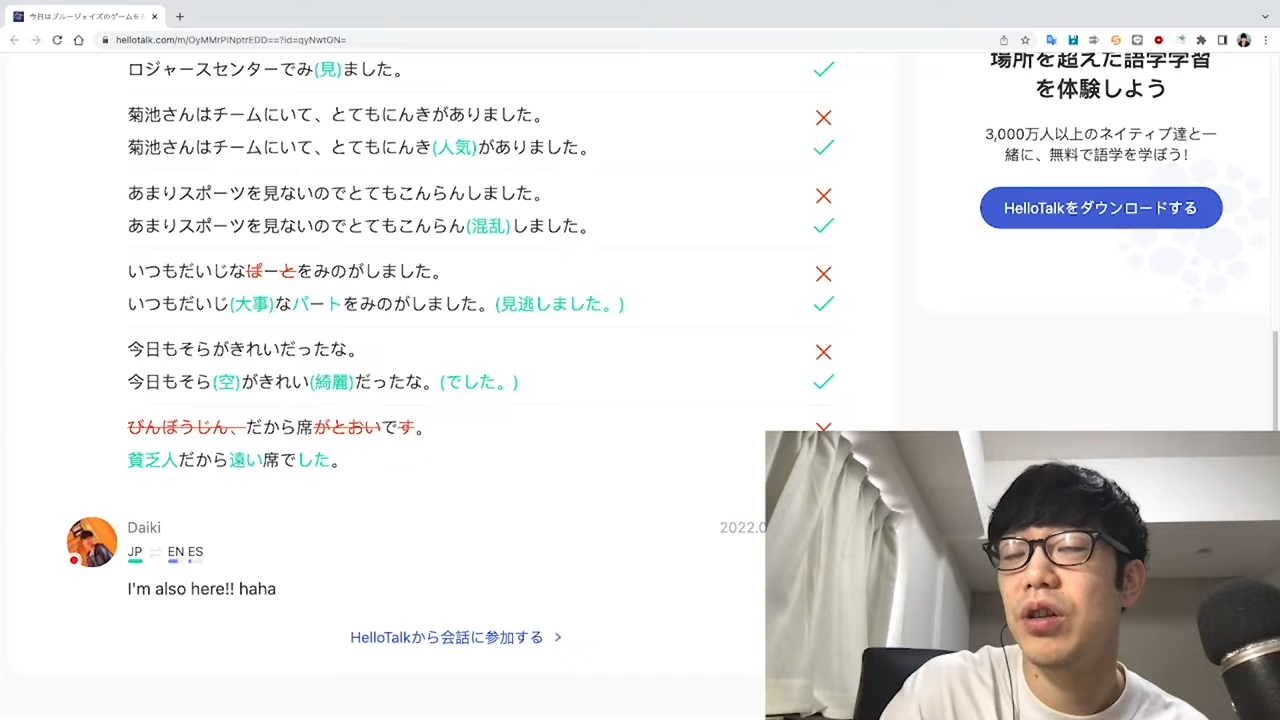 今日はブルージェイズのゲームを
hellotalk.com/m/OyMMrPlNptrEDD==?id=qyNwtON=
ロジャースセンターでみ(見)ました。
菊池さんはチームにいて、とてもにんきがありました。
菊池さんはチームにいて、とてもにんき(人気)がありました。
あまりスポーツを見ないのでとてもこんらんしました。
あまりスポーツを見ないのでとてもこんらん(混乱)しました。
いつもだいじなぱーとをみのがしました。
いつもだいじ(大事)なパートをみのがしました。(見逃しました。)
今日もそらがきれいだったな。
今日もそら(空)がきれい(綺麗)だったな。(でした。)
びんぼうじん、だから席がとおいです。
貧乏人だから遠い席でした。
Daiki
2022.0
JP
EN ES
I'm also here!! haha
HelloTalkから会話に参加する
場所を超えた語学学習
を体験しよう
3,000万人以上のネイティブ達と一
緒に、無料で語学を学ぼう!
HelloTalkをダウンロードする